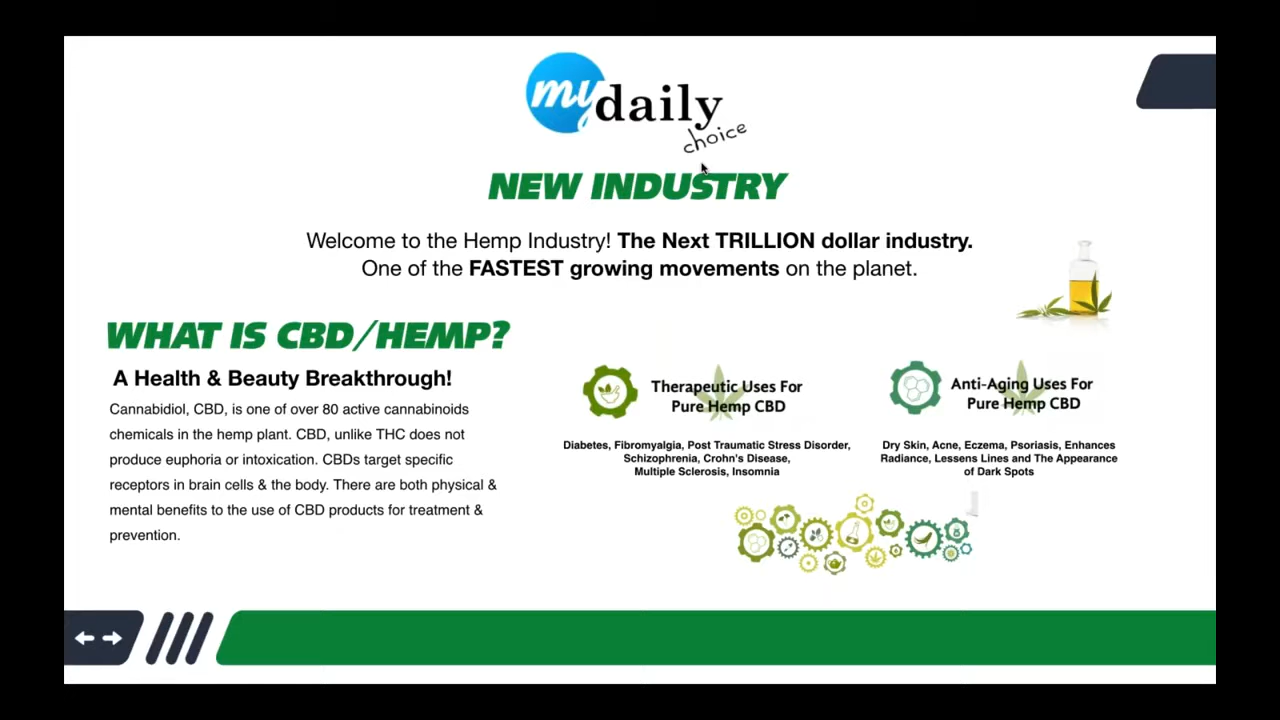 my daily
choice
NEW INDUSTRY
Welcome to the Hemp Industry! The Next TRILLION dollar industry.
One of the FASTEST growing movements on the planet.
WHAT IS CBD/HEMP?
A Health & Beauty Breakthrough!
Cannabidiol, CBD, is one of over 80 active cannabinoids
chemicals in the hemp plant. CBD, unlike THC does not
produce euphoria or intoxication. CBDs target specific
receptors in brain cells & the body. There are both physical &
mental benefits to the use of CBD products for treatment &
prevention.
Therapeutic Uses For
Pure Hemp CBD
Diabetes, Fibromyalgia, Post Traumatic Stress Disorder,
Schizophrenia, Crohn's Disease,
Multiple Sclerosis, Insomnia
Anti-Aging Uses For
Pure Hemp CBD
Dry Skin, Acne, Eczema, Psoriasis, Enhances
Radiance, Lessens Lines and The Appearance
of Dark Spots